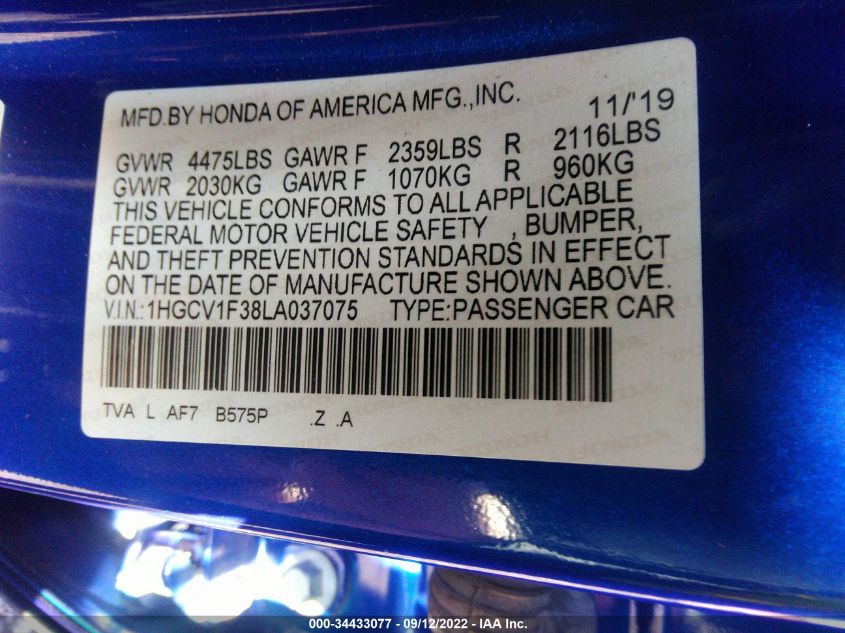 MFD.BY HONDA OF AMERICA MFG.,INC. 11/'19
GVWR 4475LBS GAWR F 2359LBS R 2116LBS
GVWR 2030KG GAWR F 1070KG R 960KG
THIS VEHICLE CONFORMS TO ALL APPLICABLE
FEDERAL MOTOR VEHICLE SAFETY , BUMPER,
AND THEFT PREVENTION STANDARDS IN EFFECT
ON THE DATE OF MANUFACTURE SHOWN ABOVE.
V.I.N.:1HGCV1F38LA037075 TYPE:PASSENGER CAR
TVA L AF7 B575P .Z .A
000-34433077 - 09/12/2022 - IAA Inc.